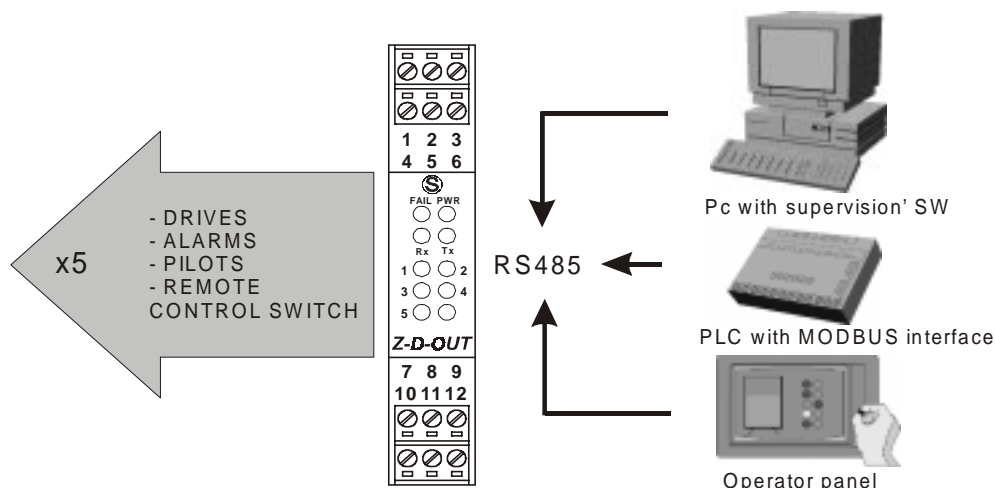 x5
- DRIVES
- ALARMS
- PILOTS
- REMOTE
CONTROL SWITCH
1 2 3
4 5 6
S
FAIL PWR
Rx Tx
1 2
3 4
5
Z-D-OUT
7 8 9
10 11 12
RS485
Pc with supervision' SW
PLC with MODBUS interface
Operator panel